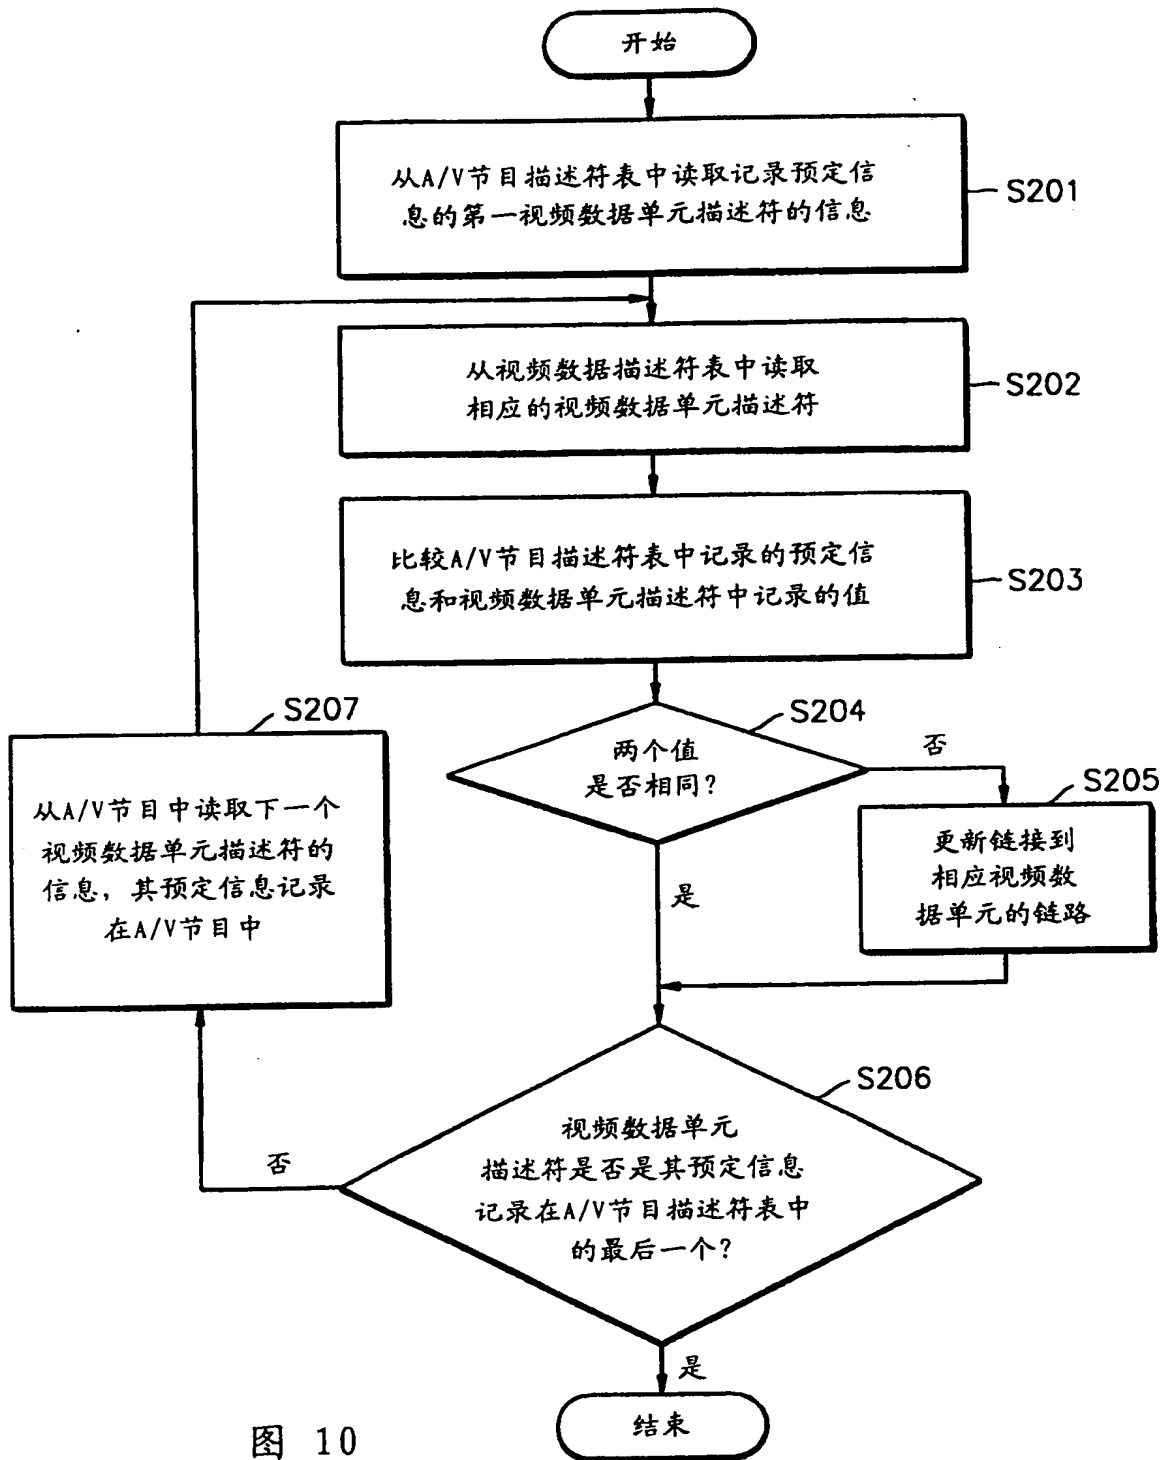 开始
从A/V节目描述符表中读取记录预定信
息的第一视频数据单元描述符的信息
S201
从视频数据描述符表中读取
相应的视频数据单元描述符
S202
比较A/V节目描述符表中记录的预定信
息和视频数据单元描述符中记录的值
S203
S207
从A/V节目中读取下一个
视频数据单元描述符的
信息，其预定信息记录
在A/V节目中
S204
两个值
是否相同？
否
S205
更新链接到
相应视频数
据单元的链路
是
S206
视频数据单元
描述符是否是其预定信息
记录在A/V节目描述符表中
的最后一个？
否
是
结束
图 10